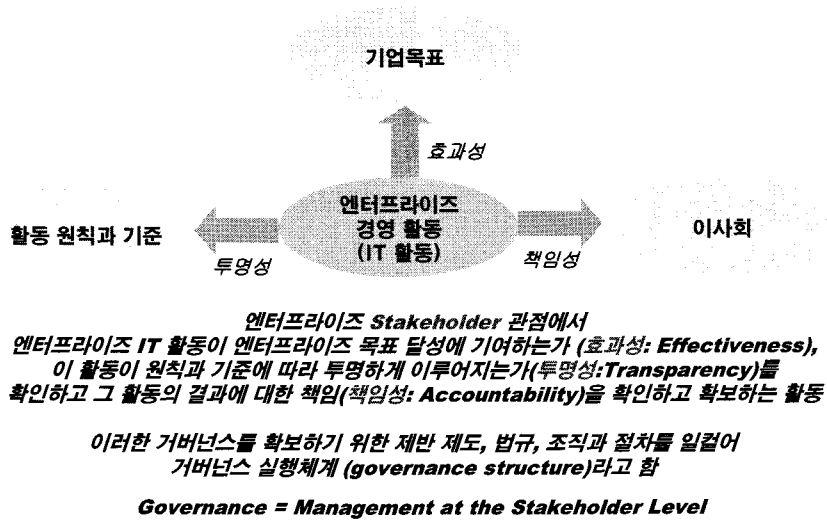 기업목표
효과성
엔터프라이즈
경영 활동
(IT 활동)
활동 원칙과 기준
투명성
이사회
책임성
엔터프라이즈 Stakeholder 관점에서
엔터프라이즈 IT 활동이 엔터프라이즈 목표 달성에 기여하는가 (효과성: Effectiveness),
이 활동이 원칙과 기준에 따라 투명하게 이루어지는가(투명성:Transparency)를
확인하고 그 활동의 결과에 대한 책임(책임성: Accountability)을 확인하고 확보하는 활동
이러한 거버넌스를 확보하기 위한 제반 제도, 법규, 조직과 절차를 일컬어
거버넌스 실행체계 (governance structure)라고 함
Governance = Management at the Stakeholder Level